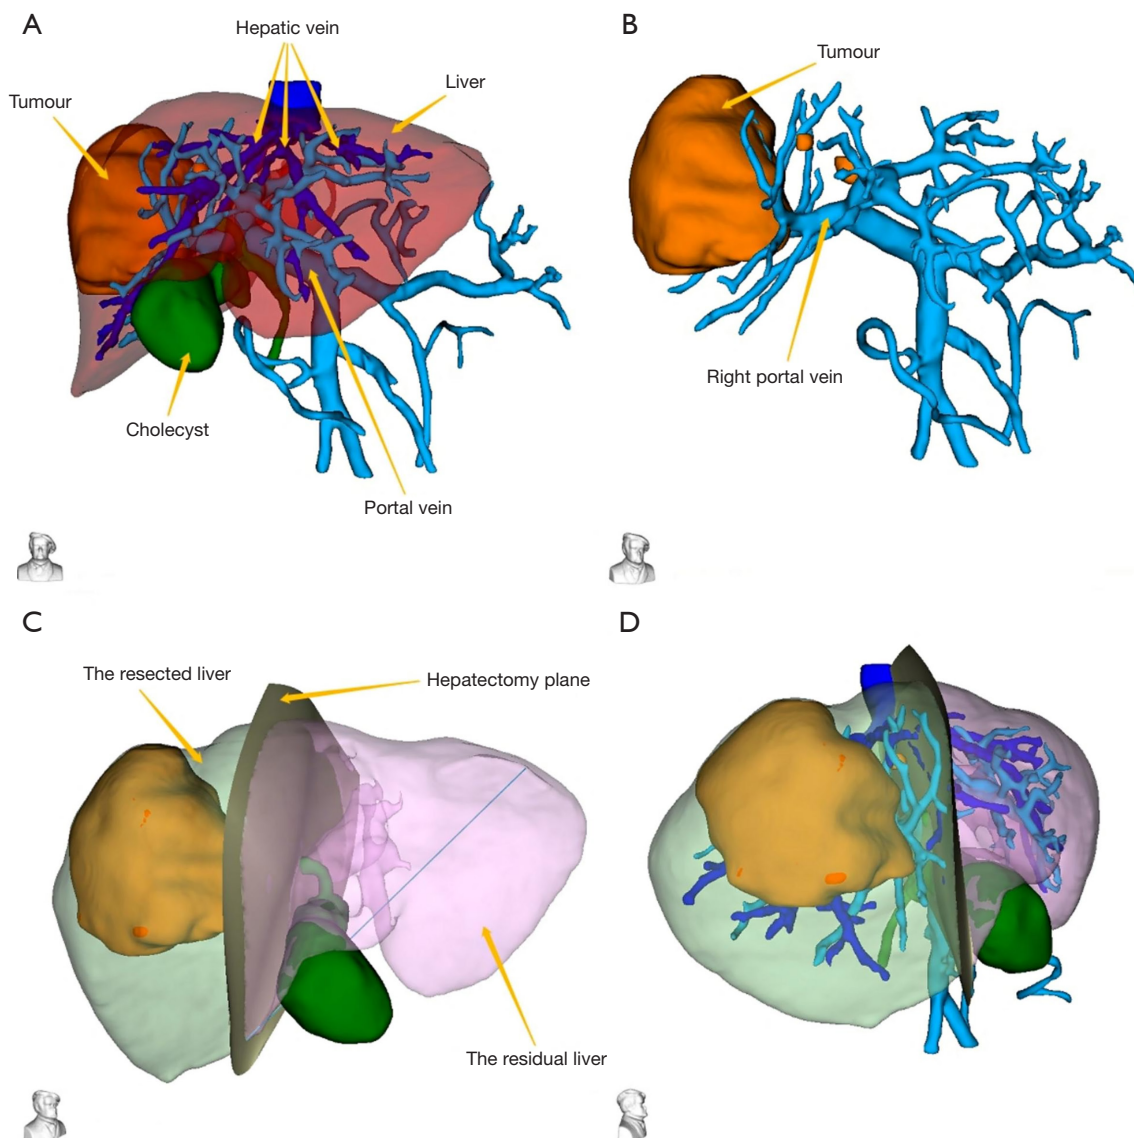 A
Hepatic vein
Liver
Tumour
Cholecyst
Portal vein
B
Tumour
Right portal vein
C
The resected liver
Hepatectomy plane
The residual liver
D